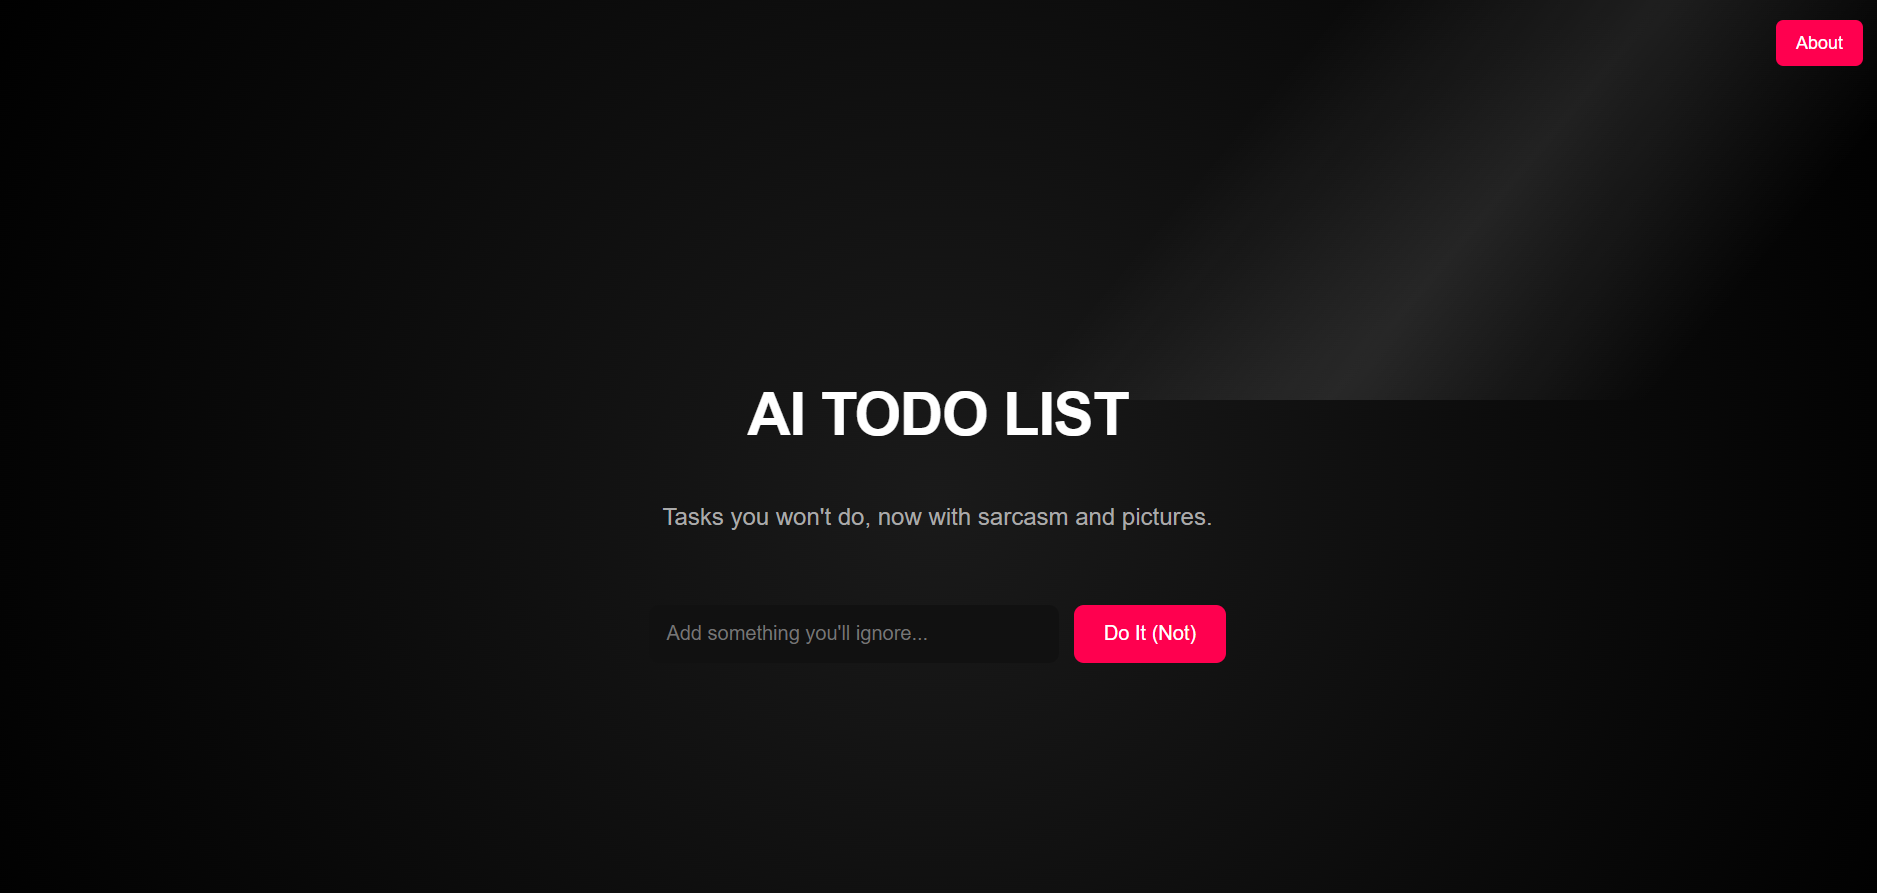 About
AI TODO LIST
Tasks you won't do, now with sarcasm and pictures.
Add something you'll ignore...
Do It (Not)